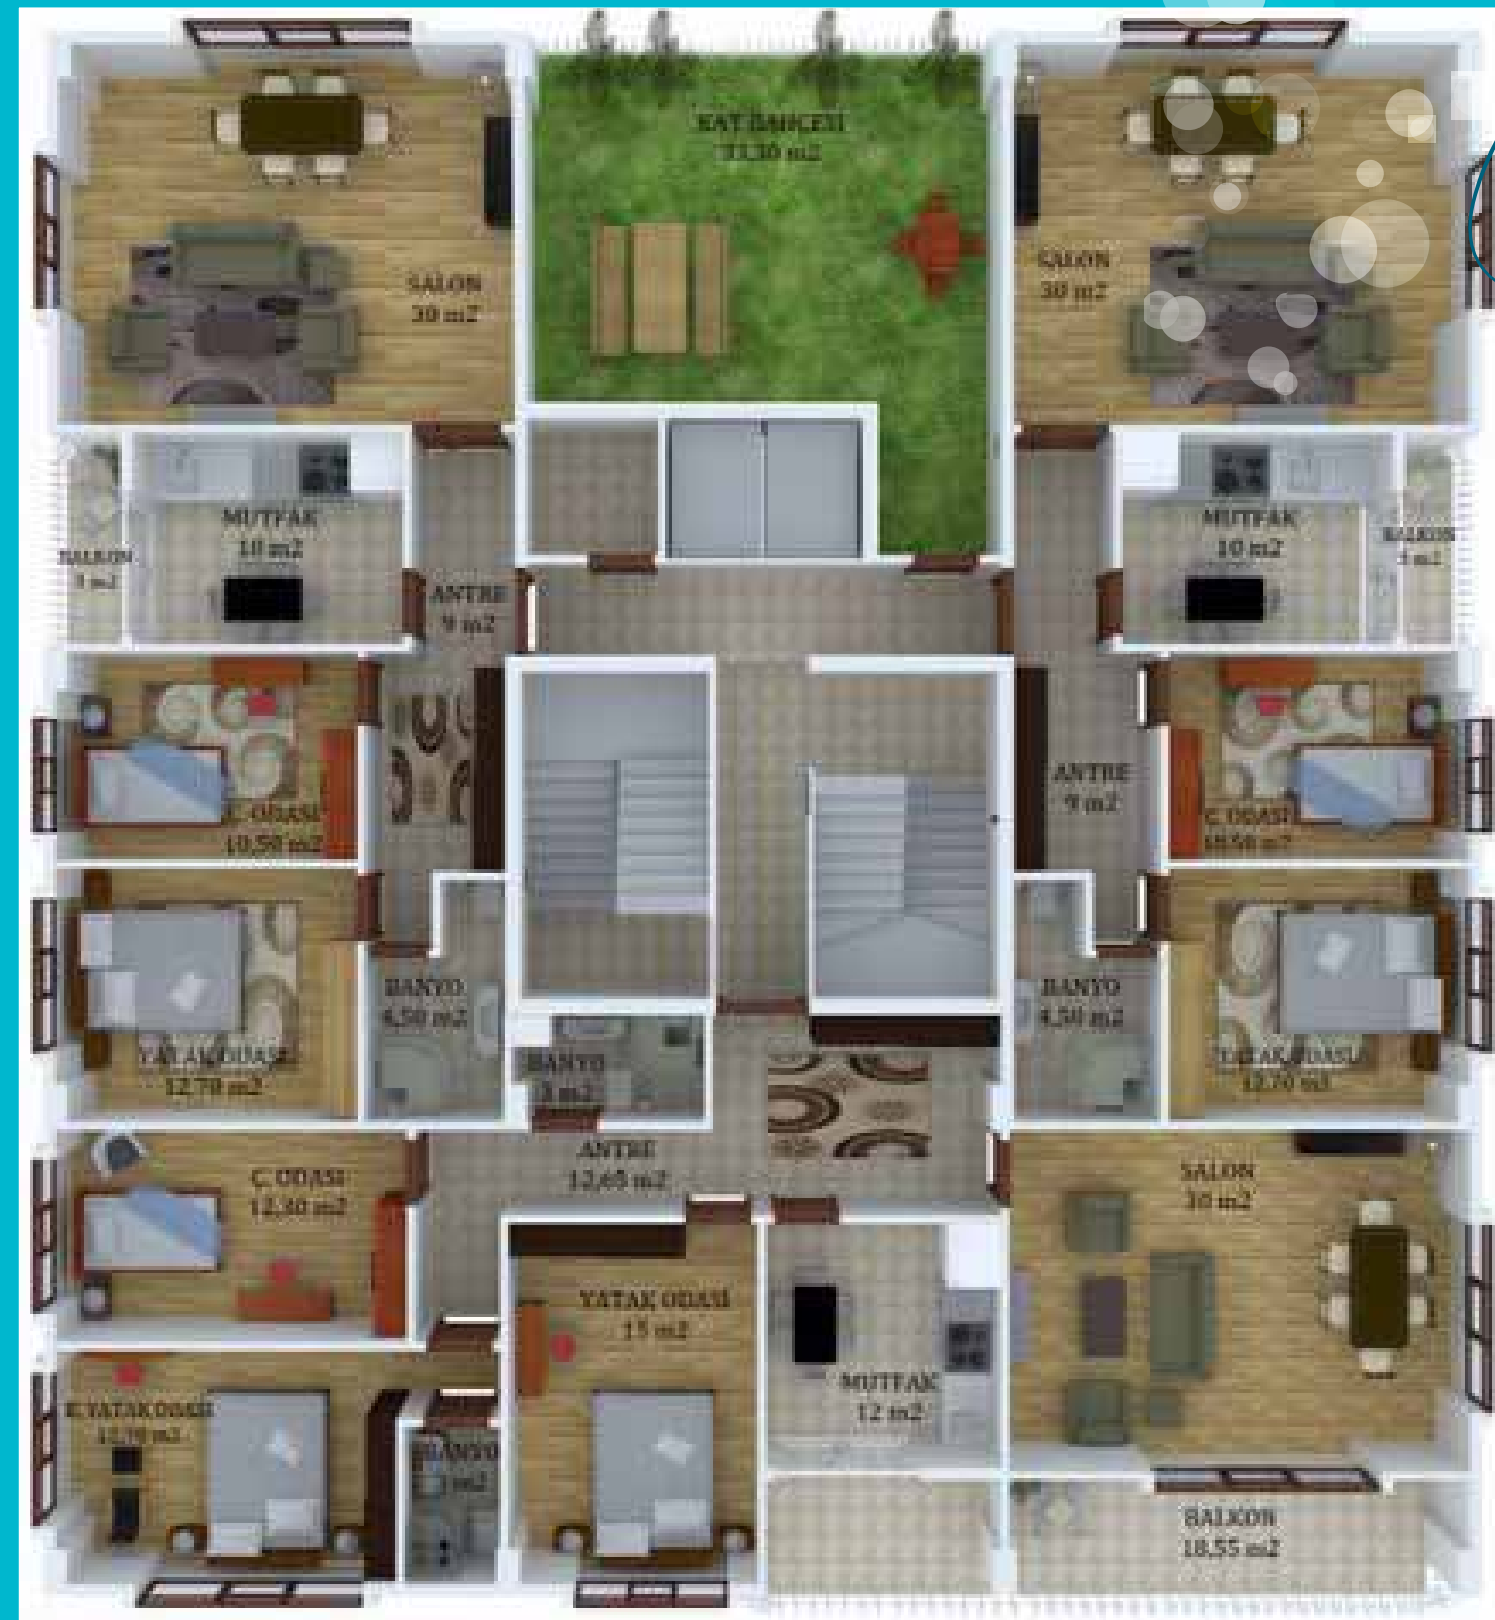 KAT BAHÇESİ
33,30 m2
SALON
30 m2
SALON
30 m2
MUTFAK
10 m2
MUTFAK
10 m2
BALKON
3 m2
BALKON
3 m2
ANTRE
9 m2
ANTRE
9 m2
Ç. ODASI
10,50 m2
Ç. ODASI
10,50 m2
BANYO
4,50 m2
BANYO
4,50 m2
YATAK ODASI
12,70 m2
YATAK ODASI
12,70 m2
BANYO
3 m2
ANTRE
12,65 m2
Ç. ODASI
12,30 m2
SALON
30 m2
YATAK ODASI
15 m2
MUTFAK
12 m2
E. YATAK ODASI
BANYO
m2
BALKON
18,55 m2